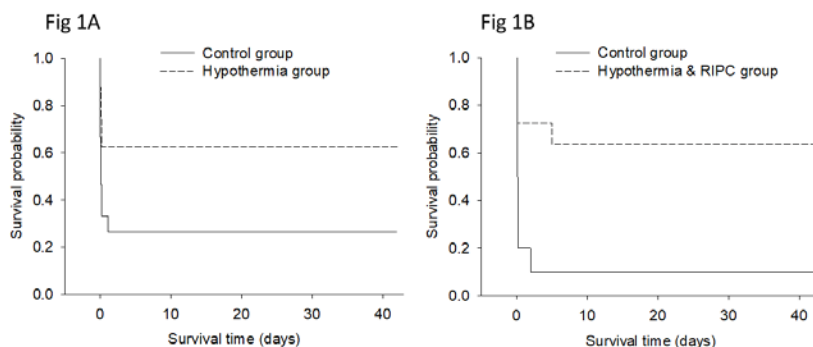 Fig 1A
Control group
Hypothermia group
1.0
0.8
0.6
0.4
0.2
0.0
Survival probability
0
10
20
30
40
Survival time (days)
Fig 1B
Control group
Hypothermia & RIPC group
1.0
0.8
0.6
0.4
0.2
0.0
Survival probability
0
10
20
30
40
Survival time (days)